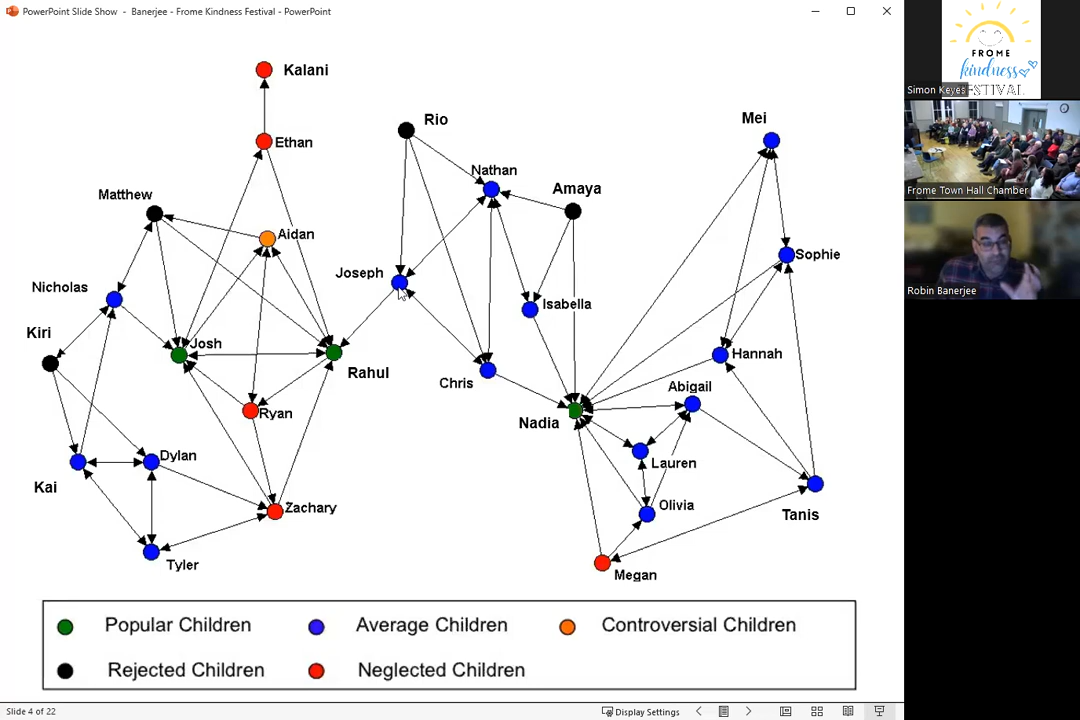 PowerPoint Slide Show - Banerjee - Frome Kindness Festival - PowerPoint
Kalani
Ethan
Rio
Mei
Nathan
Amaya
Matthew
Aidan
Sophie
Joseph
Nicholas
Isabella
Kiri
Josh
Hannah
Rahul
Chris
Abigail
Ryan
Nadia
Dylan
Lauren
Kai
Zachary
Olivia
Tanis
Tyler
Megan
Popular Children
Average Children
Controversial Children
Rejected Children
Neglected Children
Slide 4 of 22
Display Settings
FROME
kindness
FESTIVAL
Simon Keyes
Frome Town Hall Chamber
Robin Banerjee